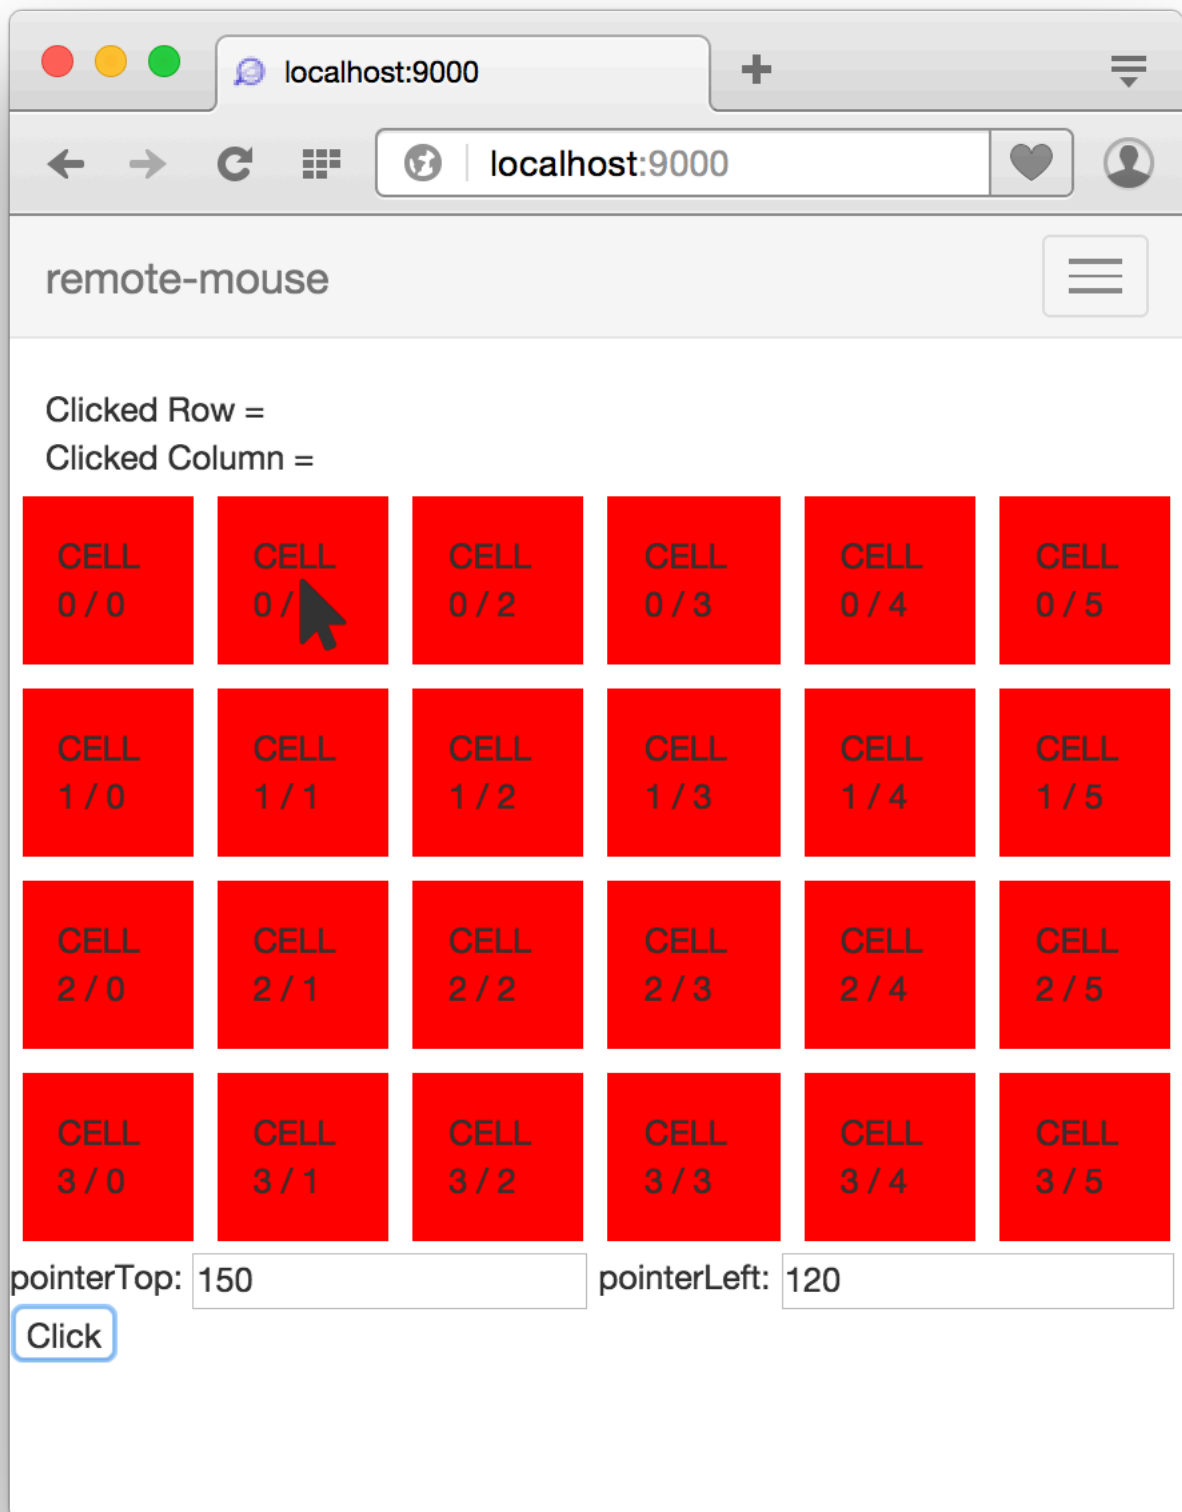 localhost:9000
localhost:9000
remote-mouse
Clicked Row =
Clicked Column =
CELL CELL CELL CELL CELL CELL
0 / 0 0 / 0 / 2 0 / 3 0 / 4 0 / 5
CELL CELL CELL CELL CELL CELL
1 / 0 1 / 1 1 / 2 1 / 3 1 / 4 1 / 5
CELL CELL CELL CELL CELL CELL
2 / 0 2 / 1 2 / 2 2 / 3 2 / 4 2 / 5
CELL CELL CELL CELL CELL CELL
3 / 0 3 / 1 3 / 2 3 / 3 3 / 4 3 / 5
pointerTop: 150 pointerLeft: 120
Click